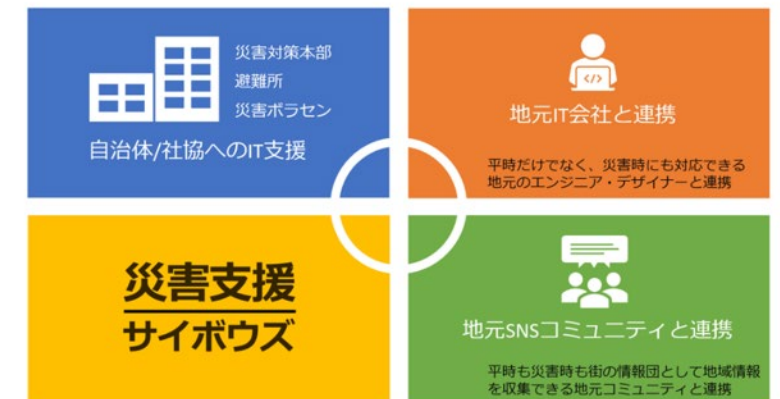 災害対策本部
避難所
災害ボラセン
自治体/社協へのIT支援
</>
地元IT会社と連携
平時だけでなく、災害時にも対応できる
地元のエンジニア・デザイナーと連携
災害支援
サイボウズ
地元SNSコミュニティと連携
平時も災害時も街の情報団として地域情報
を収集できる地元コミュニティと連携